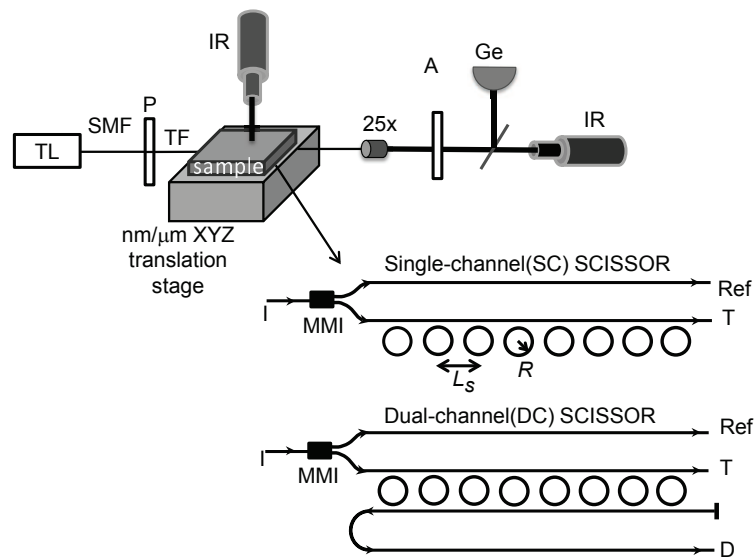 IR
Ge
A
P
SMF
TF
25x
IR
TL
sample
nm/μm XYZ
translation
stage
Single-channel(SC) SCISSOR
Ref
I
MMI
T
Ls
R
Dual-channel(DC) SCISSOR
Ref
I
MMI
T
D